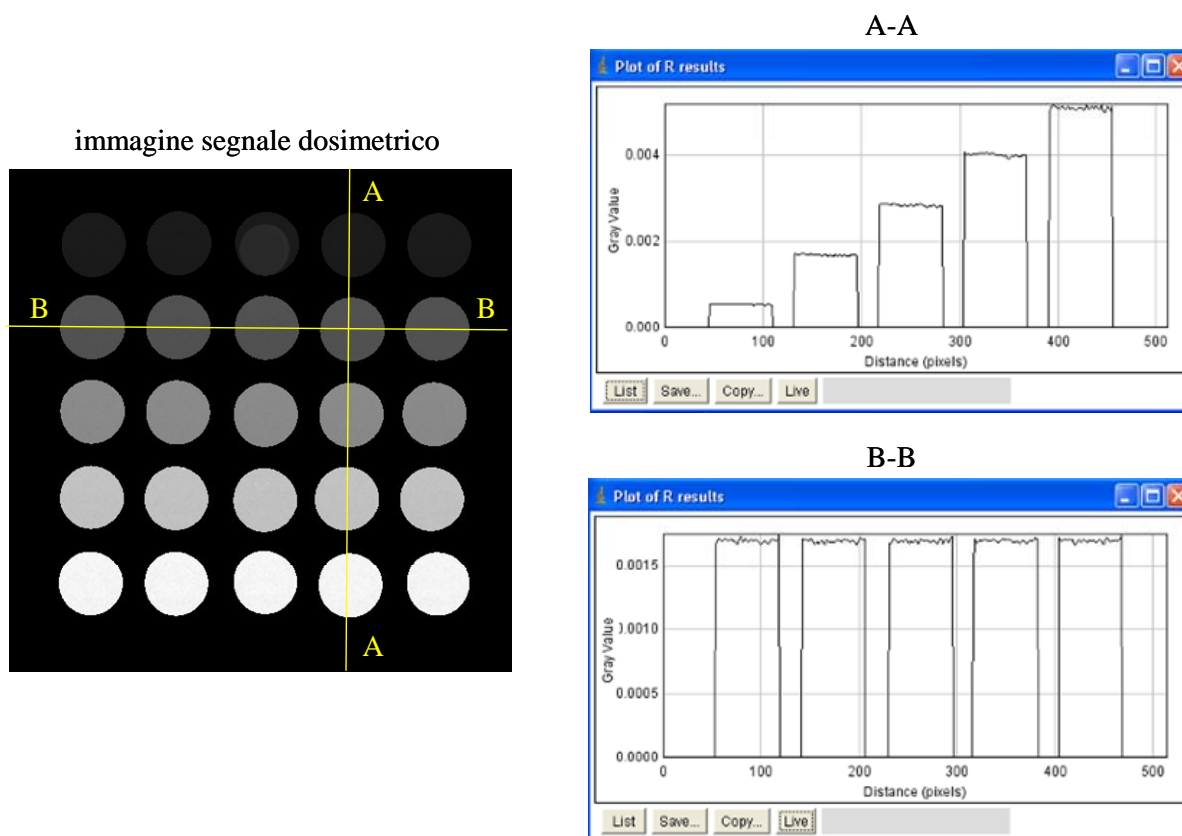 immagine segnale dosimetrico
A
B
B
A
A-A
Plot of R results
0.004
0.002
0.000
Gray Value
0
100
200
300
400
500
Distance (pixels)
List
Save...
Copy...
Live
B-B
Plot of R results
0.0015
0.0010
0.0005
0.0000
Gray Value
0
100
200
300
400
500
Distance (pixels)
List
Save...
Copy...
Live